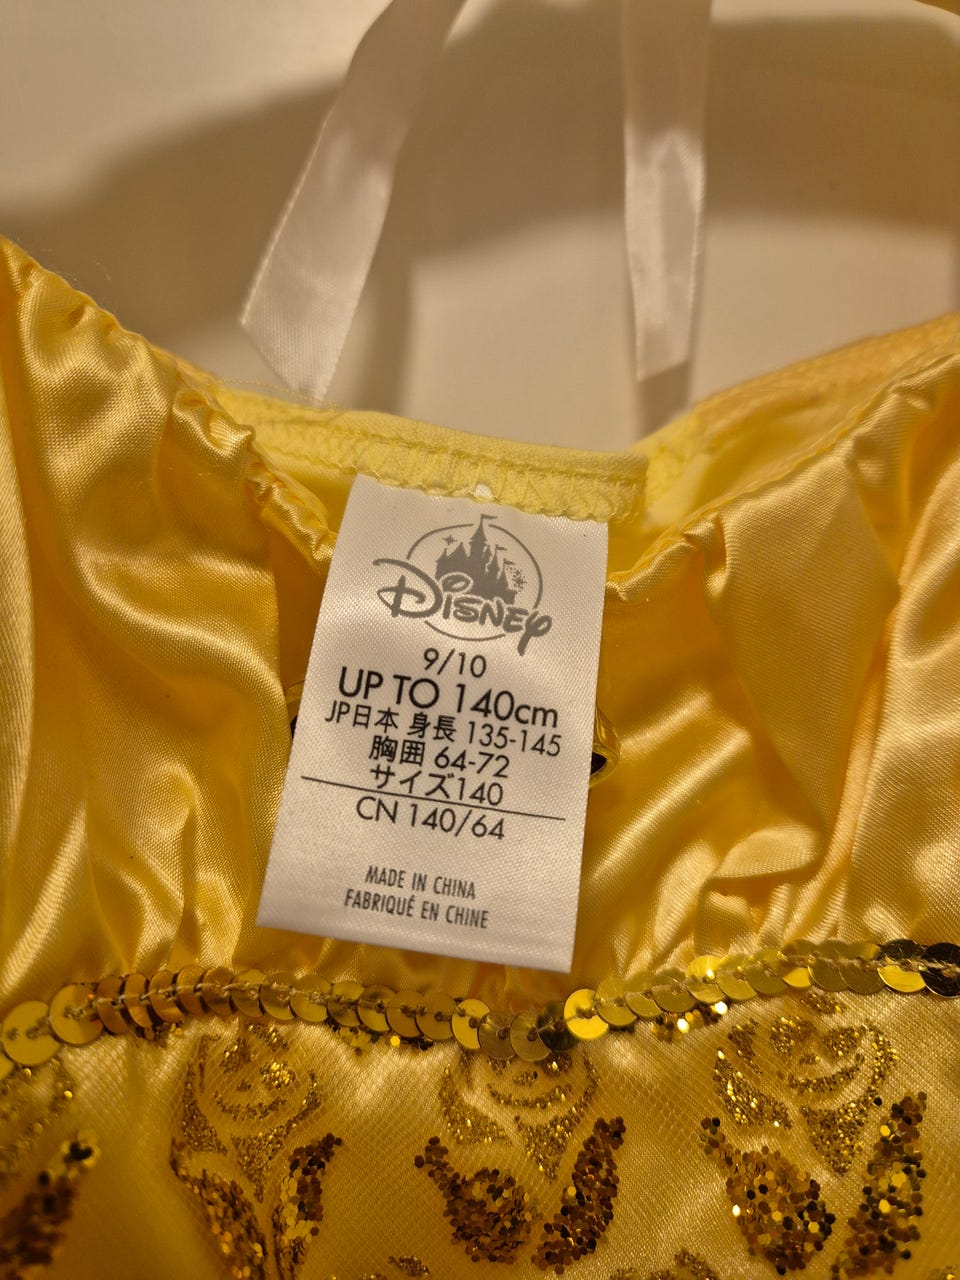 Disney
9/10
UP TO 140cm
JP日本 身長 135-145
胸囲 64-72
サイズ140
CN 140/64
MADE IN CHINA
FABRIQUÉ EN CHINE